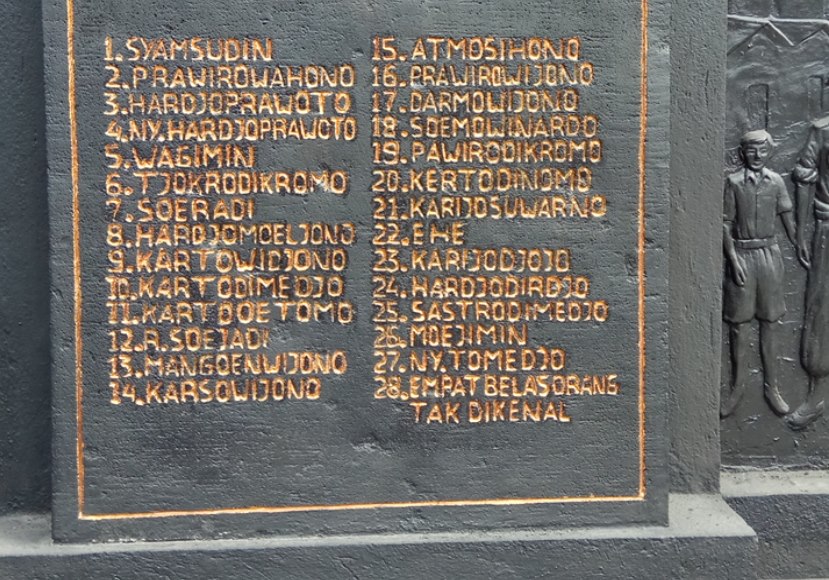 1. SYAMSUDIN
2. PRAWIROWAHONO
3. HARDJOPRAWOTO
4. NY. HARDJOPRAWOTO
5. WAGIMIN
6. TJOKRODIKROMO
7. SOERADI
8. HARDJOMOELJONO
9. KARTOWIDJONO
10. KARTODIMEDJO
11. KARTODOETOMO
12. R. SOEJADI
13. MANGOENWIJONO
14. KARSOWIJONO
15. ATMOSIHONO
16. PRAWIROWIJONO
17. DARMOWIJONO
18. SOEMOWINARDO
19. PAWIRODIKROMO
20. KERTODINOMO
21. KARIJOSUWARNO
22. EHE
23. KARIJODJOJO
24. HARDJODIRDJO
25. SASTRODIMEDJO
26. MOEJIMIN
27. NY. TOMEDJO
28. EMPAT BELAS ORANG
TAK DIKENAL